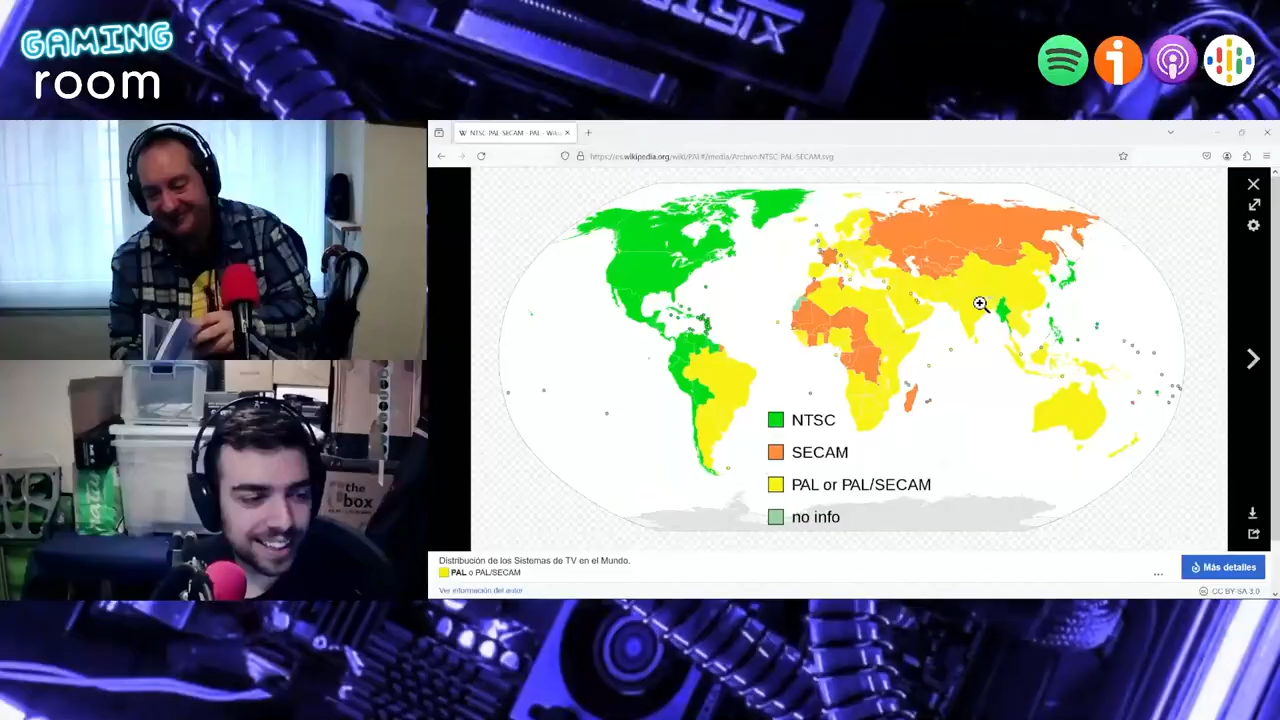 GAMING
room
NTSC-PAL-SECAM - PAL - Wiki
https://es.wikipedia.org/wiki/PAL#/media/Archivo:NTSC-PAL-SECAM.svg
NTSC
SECAM
PAL or PAL/SECAM
no info
Distribución de los Sistemas de TV en el Mundo.
PAL o PAL/SECAM
Más detalles
Ver información del autor
CC BY-SA 3.0
the
box